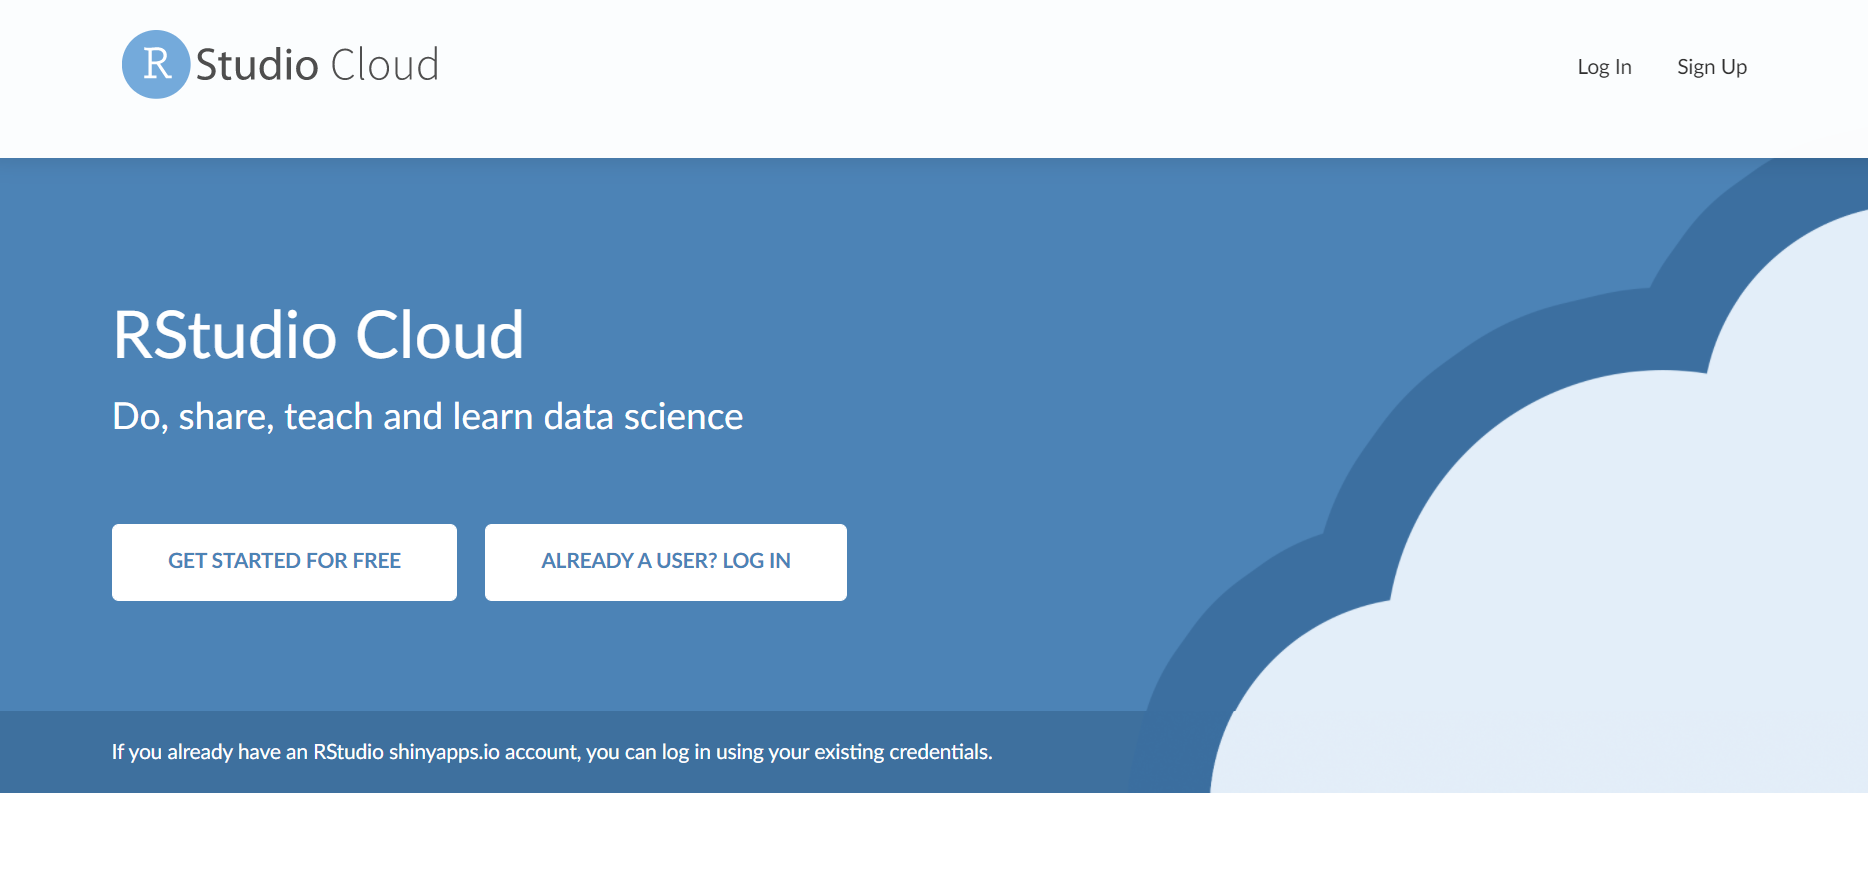 RStudio Cloud
Log In
Sign Up
RStudio Cloud
Do, share, teach and learn data science
GET STARTED FOR FREE
ALREADY A USER? LOG IN
If you already have an RStudio shinyapps.io account, you can log in using your existing credentials.